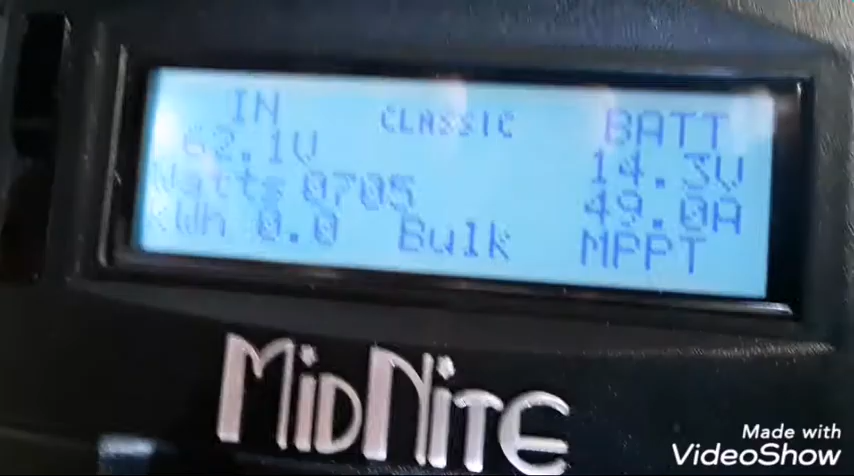 IN CLASSIC BATT
62.1V 14.3V
Watts 0705 49.0A
kWh 0.0 Bulk MPPT
MIDNITE
Made with
VideoShow